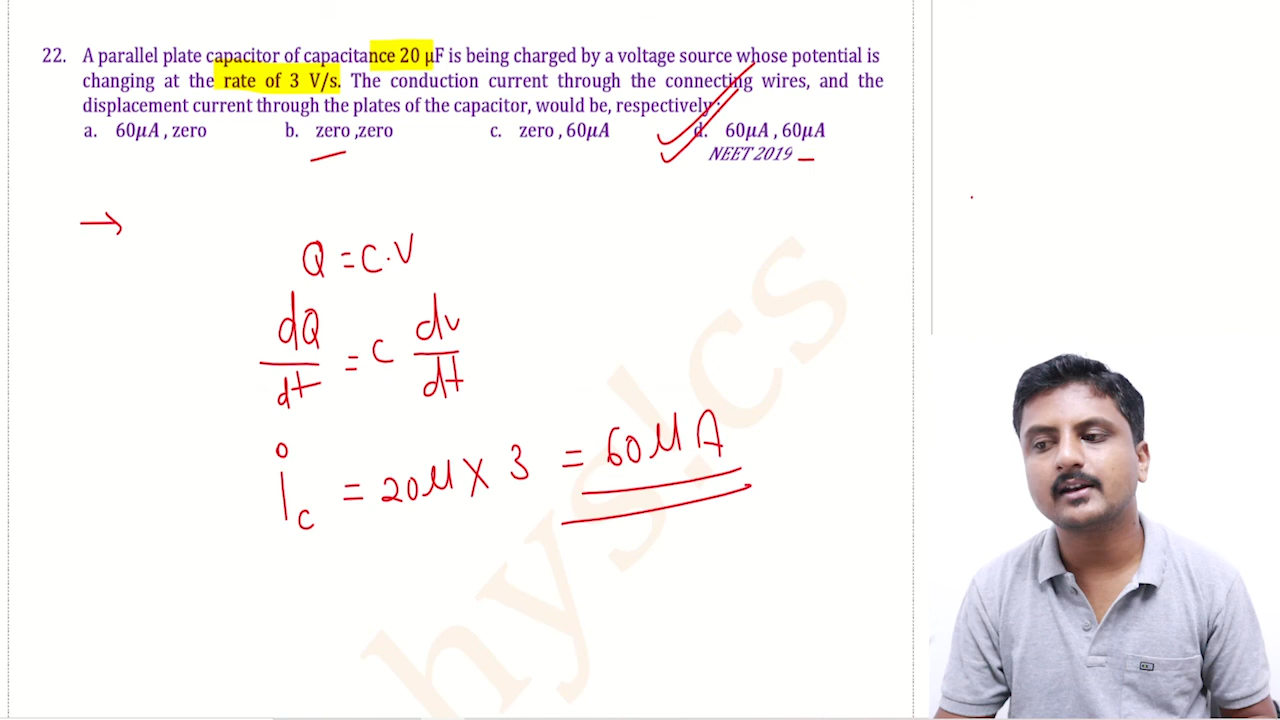 22. A parallel plate capacitor of capacitance 20 μF is being charged by a voltage source whose potential is
changing at the rate of 3 V/s. The conduction current through the connecting wires, and the
displacement current through the plates of the capacitor, would be, respectively :
a. 60μA , zero b. zero ,zero c. zero , 60μA d. 60μA , 60μA
NEET 2019
→
Q = C.V
dQ/dt = C dv/dt
i_c = 20μ X 3 = 60μA